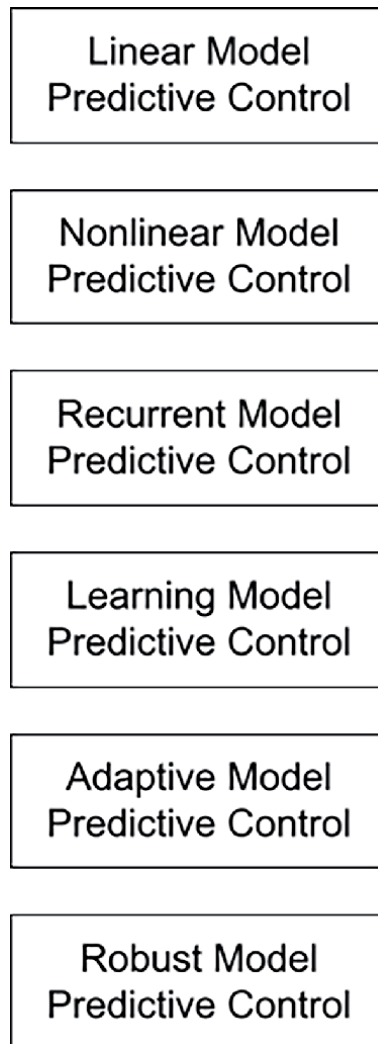 Linear Model
Predictive Control
Nonlinear Model
Predictive Control
Recurrent Model
Predictive Control
Learning Model
Predictive Control
Adaptive Model
Predictive Control
Robust Model
Predictive Control